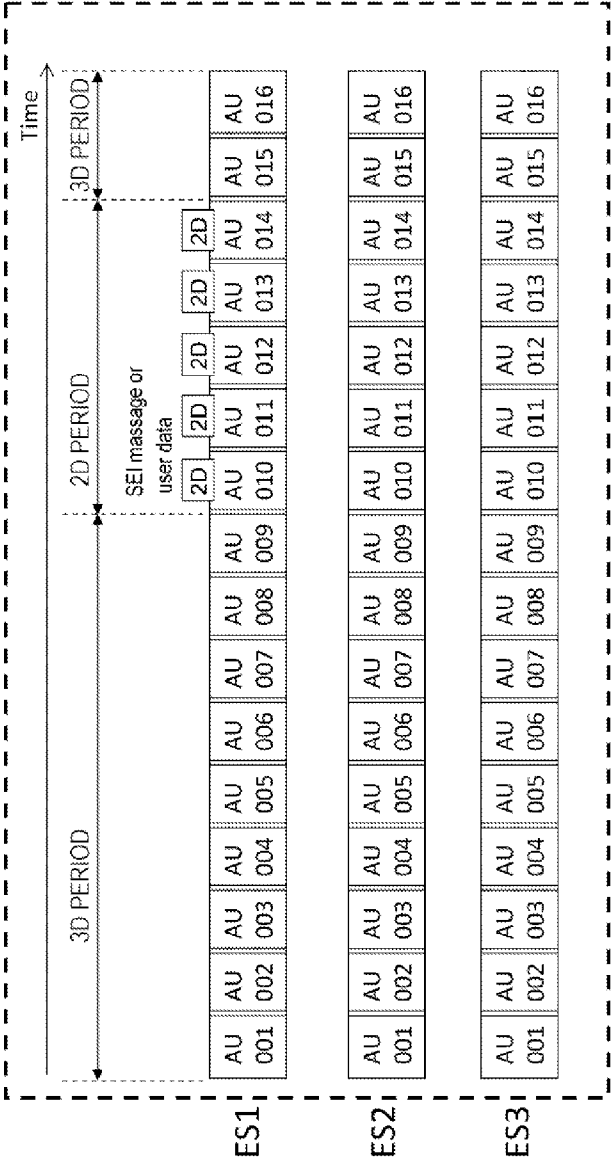 Time
3D PERIOD
2D PERIOD
3D PERIOD
SEI massage or
user data
2D
2D
2D
2D
2D
ES1
AU
001
AU
002
AU
003
AU
004
AU
005
AU
006
AU
007
AU
008
AU
009
AU
010
AU
011
AU
012
AU
013
AU
014
AU
015
AU
016
ES2
AU
001
AU
002
AU
003
AU
004
AU
005
AU
006
AU
007
AU
008
AU
009
AU
010
AU
011
AU
012
AU
013
AU
014
AU
015
AU
016
ES3
AU
001
AU
002
AU
003
AU
004
AU
005
AU
006
AU
007
AU
008
AU
009
AU
010
AU
011
AU
012
AU
013
AU
014
AU
015
AU
016